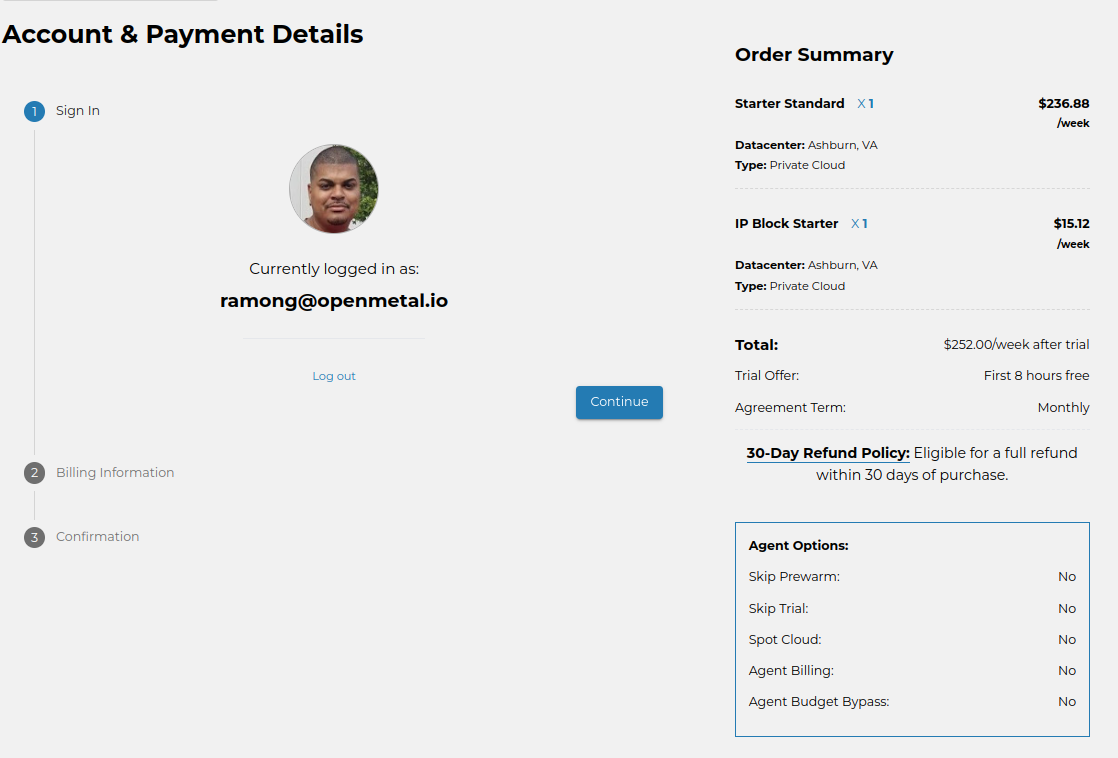 Account & Payment Details
1 Sign In
Currently logged in as:
ramong@openmetal.io
Log out
Continue
2 Billing Information
3 Confirmation
Order Summary
Starter Standard X 1 $236.88
/week
Datacenter: Ashburn, VA
Type: Private Cloud
IP Block Starter X 1 $15.12
/week
Datacenter: Ashburn, VA
Type: Private Cloud
Total: $252.00/week after trial
Trial Offer: First 8 hours free
Agreement Term: Monthly
30-Day Refund Policy: Eligible for a full refund
within 30 days of purchase.
Agent Options:
Skip Prewarm: No
Skip Trial: No
Spot Cloud: No
Agent Billing: No
Agent Budget Bypass: No